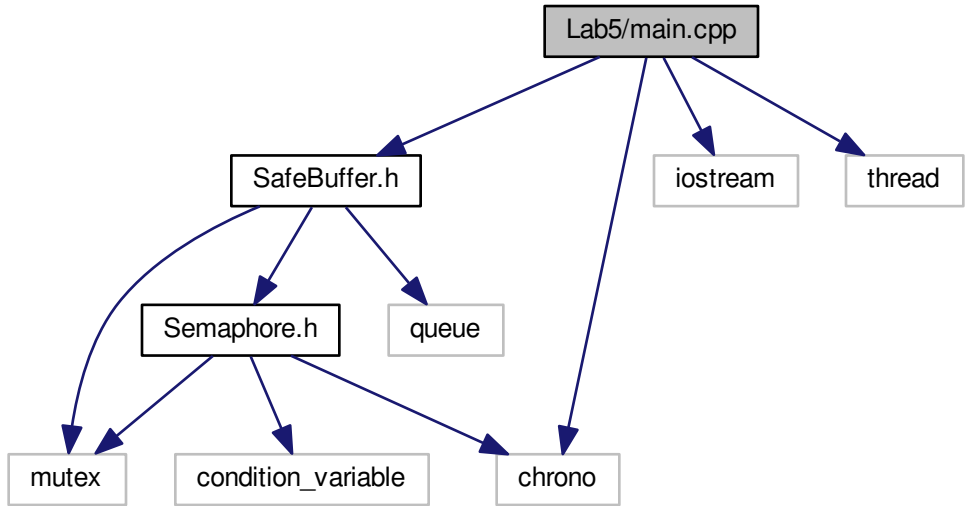 Lab5/main.cpp
SafeBuffer.h
iostream
thread
Semaphore.h
queue
mutex
condition_variable
chrono